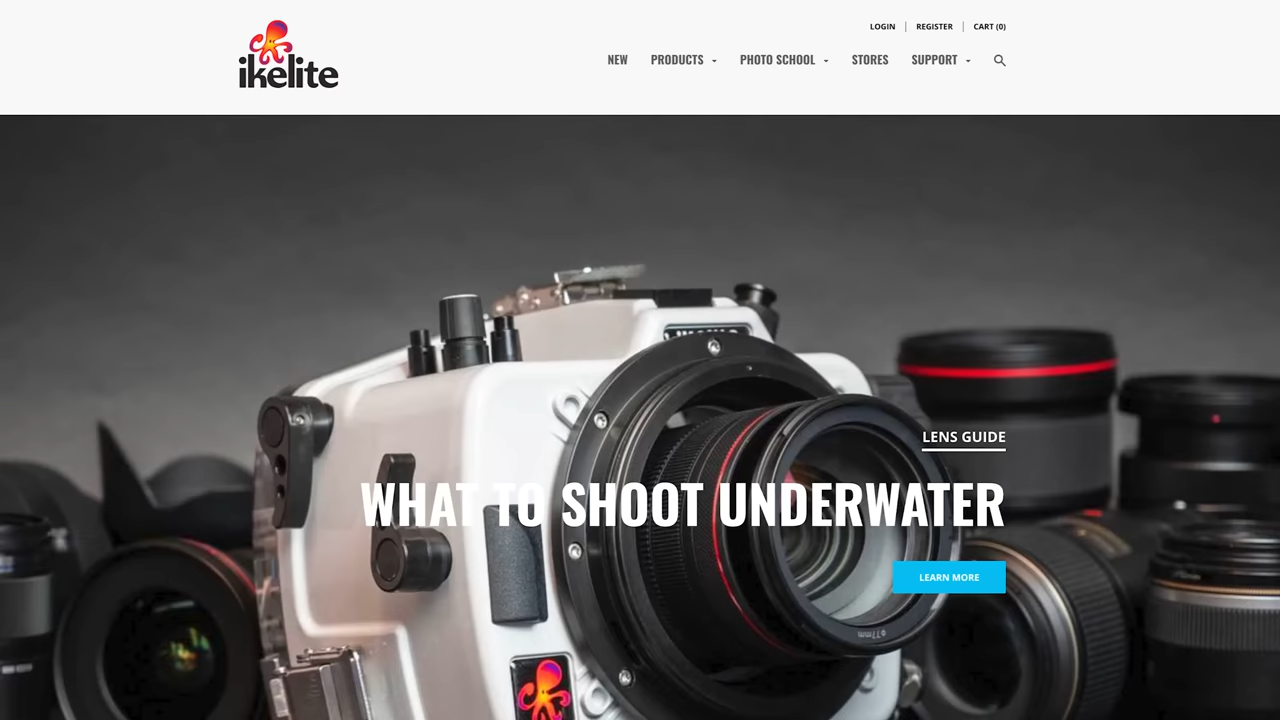 LOGIN
REGISTER
CART (0)
ikelite
NEW
PRODUCTS
PHOTO SCHOOL
STORES
SUPPORT
LENS GUIDE
WHAT TO SHOOT UNDERWATER
LEARN MORE
ø77mm